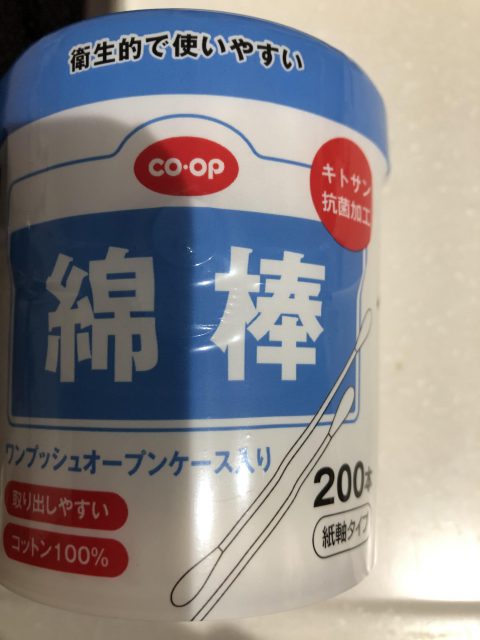 衛生的で使いやすい
CO・OP
キトサン
抗菌加工
綿棒
ワンプッシュオープンケース入り
取り出しやすい
コットン100%
200本
紙軸タイプ